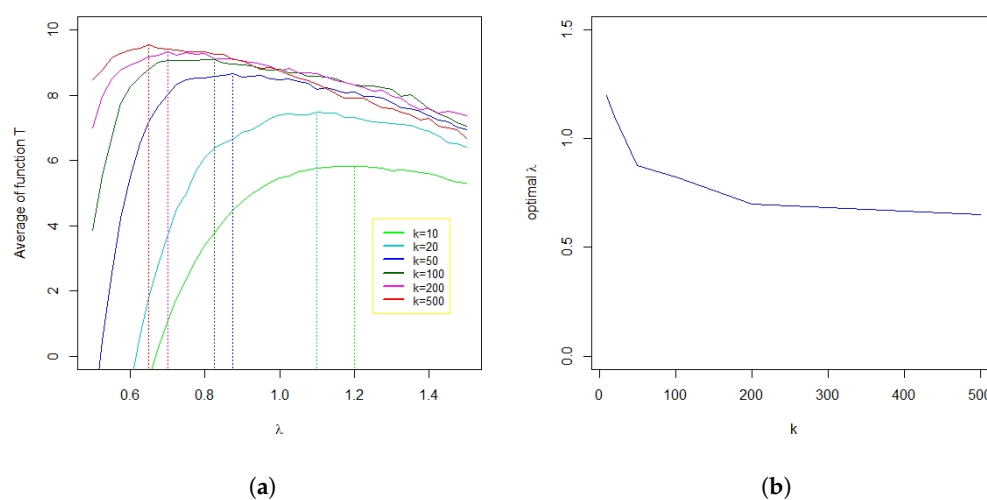 Average of function T
10
8
6
4
2
0
k=10
k=20
k=50
k=100
k=200
k=500
0.6 0.8 1.0 1.2 1.4
λ
(a)
optimal λ
1.5
1.0
0.5
0.0
0 100 200 300 400 500
k
(b)